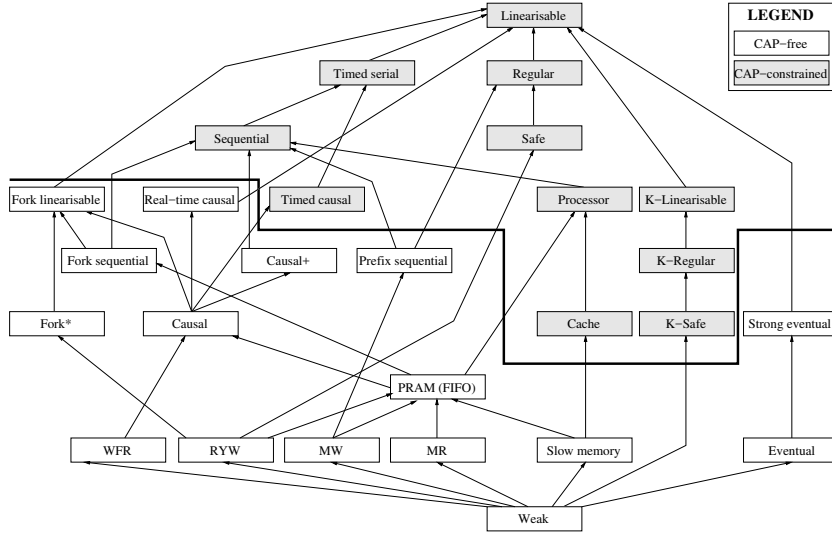 Linearisable
LEGEND
CAP−free
CAP−constrained
Timed serial
Regular
Sequential
Safe
Fork linearisable
Real−time causal
Timed causal
Processor
K−Linearisable
Fork sequential
Causal+
Prefix sequential
K−Regular
Fork*
Causal
Cache
K−Safe
Strong eventual
PRAM (FIFO)
WFR
RYW
MW
MR
Slow memory
Eventual
Weak